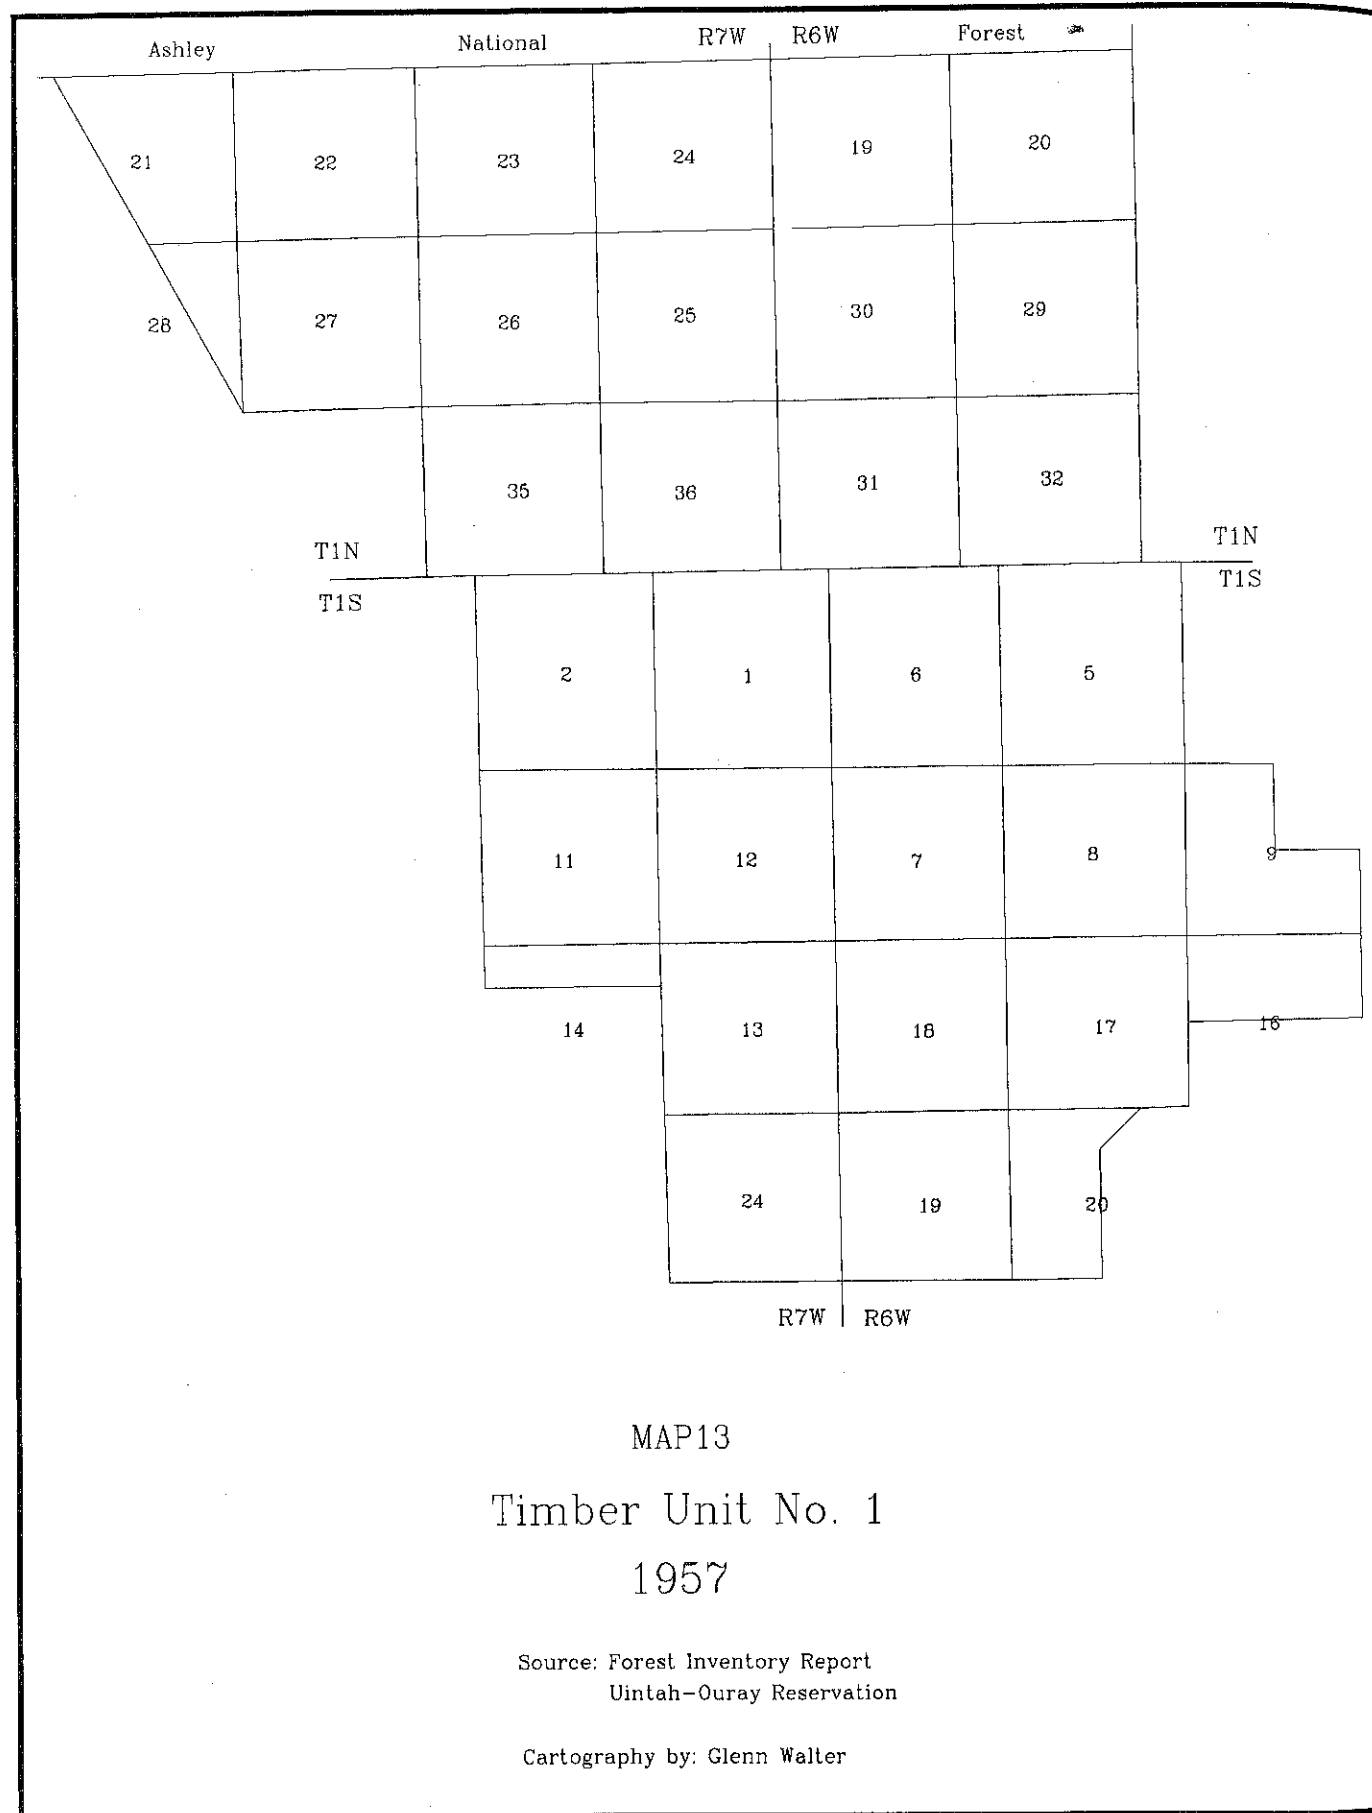 Ashley National R7W R6W Forest
21 22 23 24 19 20
28 27 26 25 30 29
35 36 31 32
T1N T1N
T1S T1S
2 1 6 5
11 12 7 8 9
14 13 18 17 16
24 19 20
R7W R6W
MAP13
Timber Unit No. 1
1957
Source: Forest Inventory Report
Uintah-Ouray Reservation
Cartography by: Glenn Walter